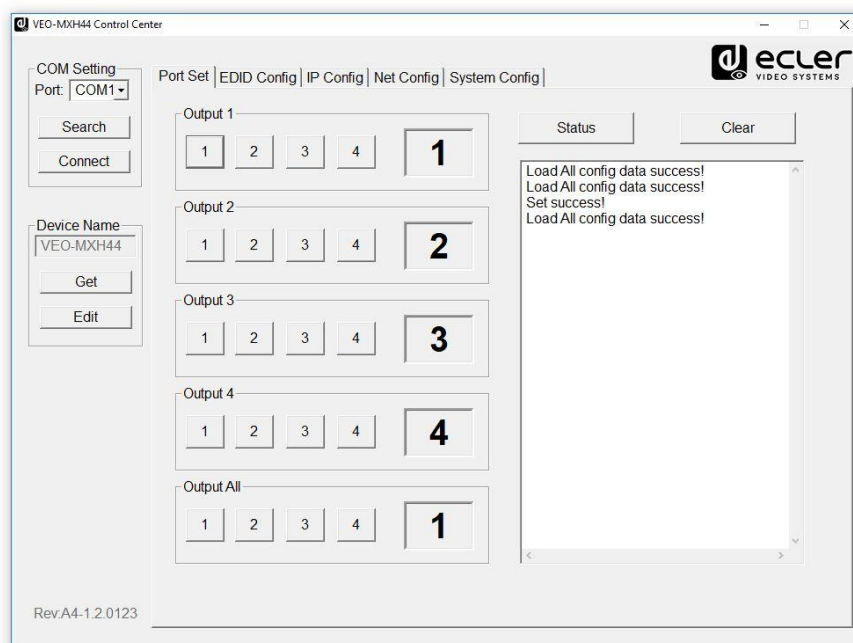 VEO-MXH44 Control Center
ecler
VIDEO SYSTEMS
COM Setting
Port: COM1
Search
Connect
Device Name
VEO-MXH44
Get
Edit
Rev:A4-1.2.0123
Port Set EDID Config IP Config Net Config System Config
Output 1
1 2 3 4 1
Output 2
1 2 3 4 2
Output 3
1 2 3 4 3
Output 4
1 2 3 4 4
Output All
1 2 3 4 1
Status Clear
Load All config data success!
Load All config data success!
Set success!
Load All config data success!